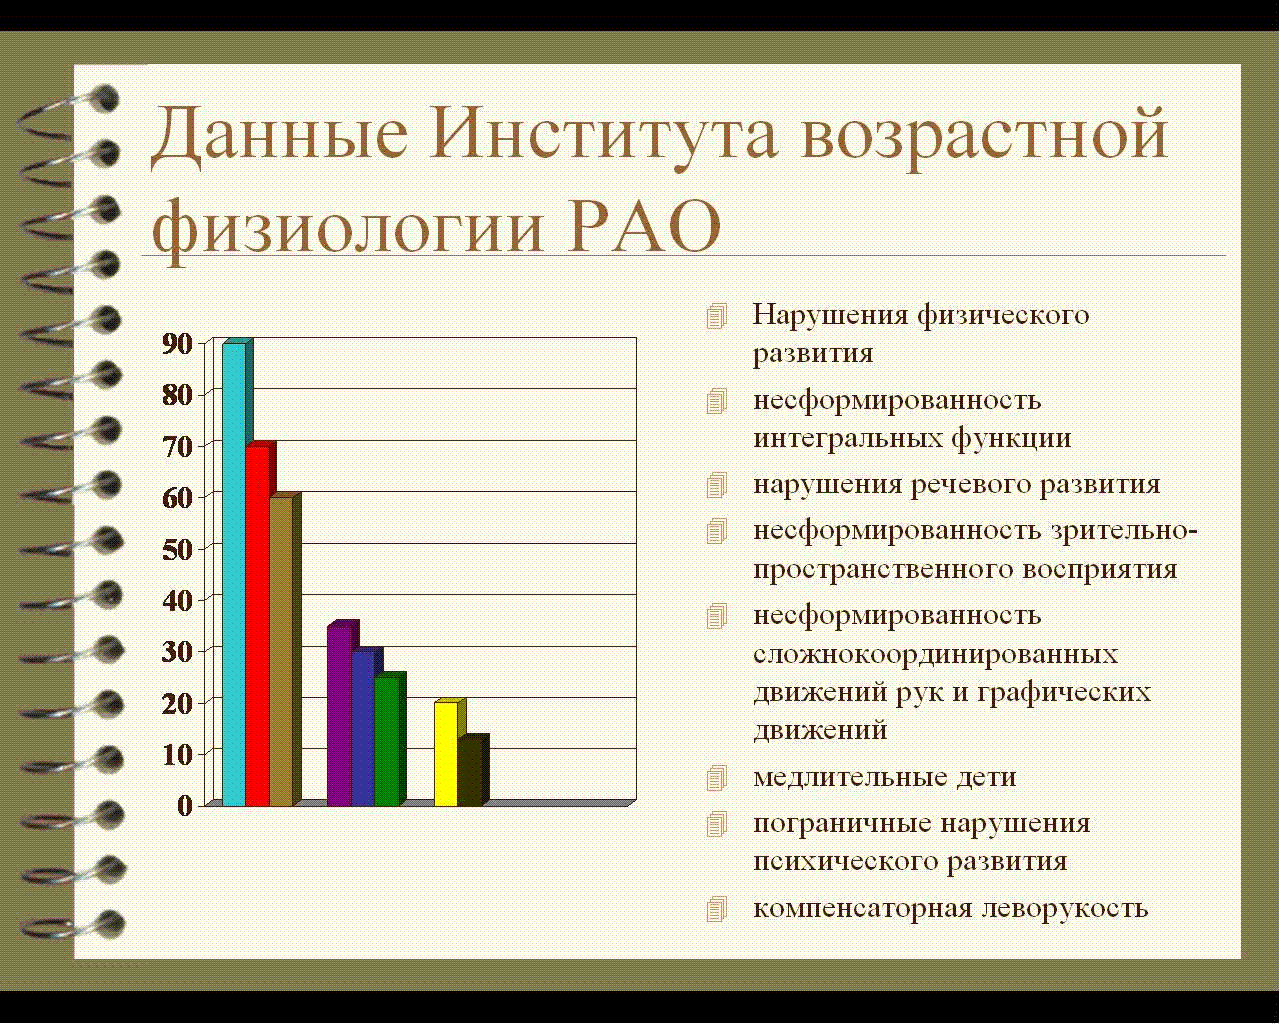 Данные Института возрастной
физиологии РАО
90
80
70
60
50
40
30
20
10
0
Нарушения физического
развития
несформированность
интегральных функции
нарушения речевого развития
несформированность зрительно-
пространственного восприятия
несформированность
сложнокоординированных
движений рук и графических
движений
медлительные дети
пограничные нарушения
психического развития
компенсаторная леворукость